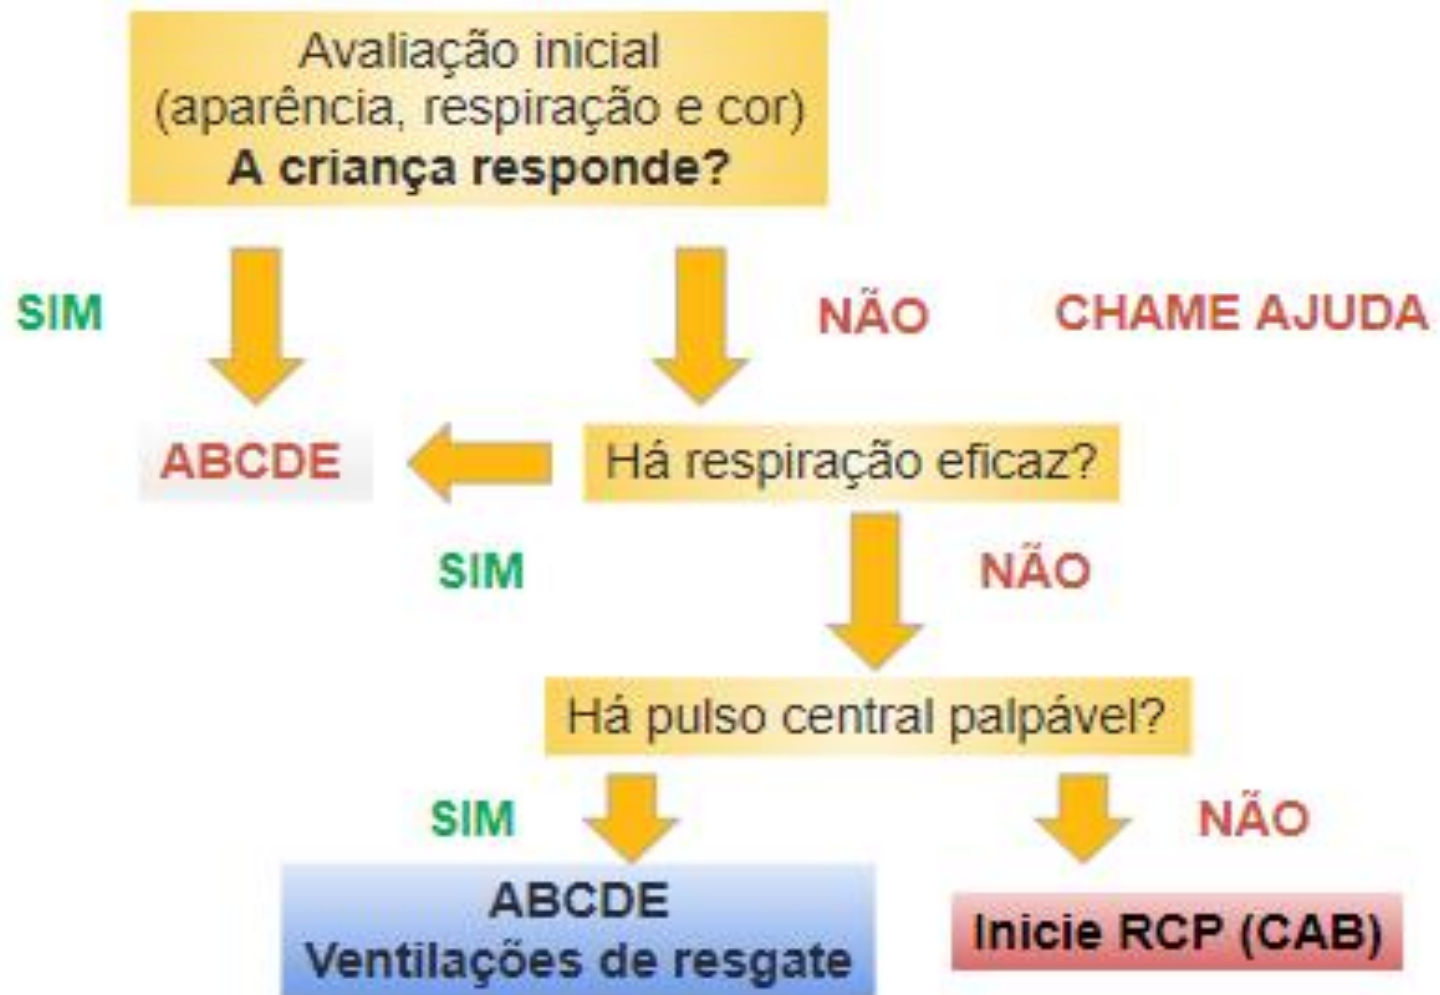 Avaliação inicial
(aparência, respiração e cor)
A criança responde?
SIM
NÃO
CHAME AJUDA
ABCDE
Há respiração eficaz?
SIM
NÃO
Há pulso central palpável?
SIM
NÃO
ABCDE
Ventilações de resgate
Inicie RCP (CAB)